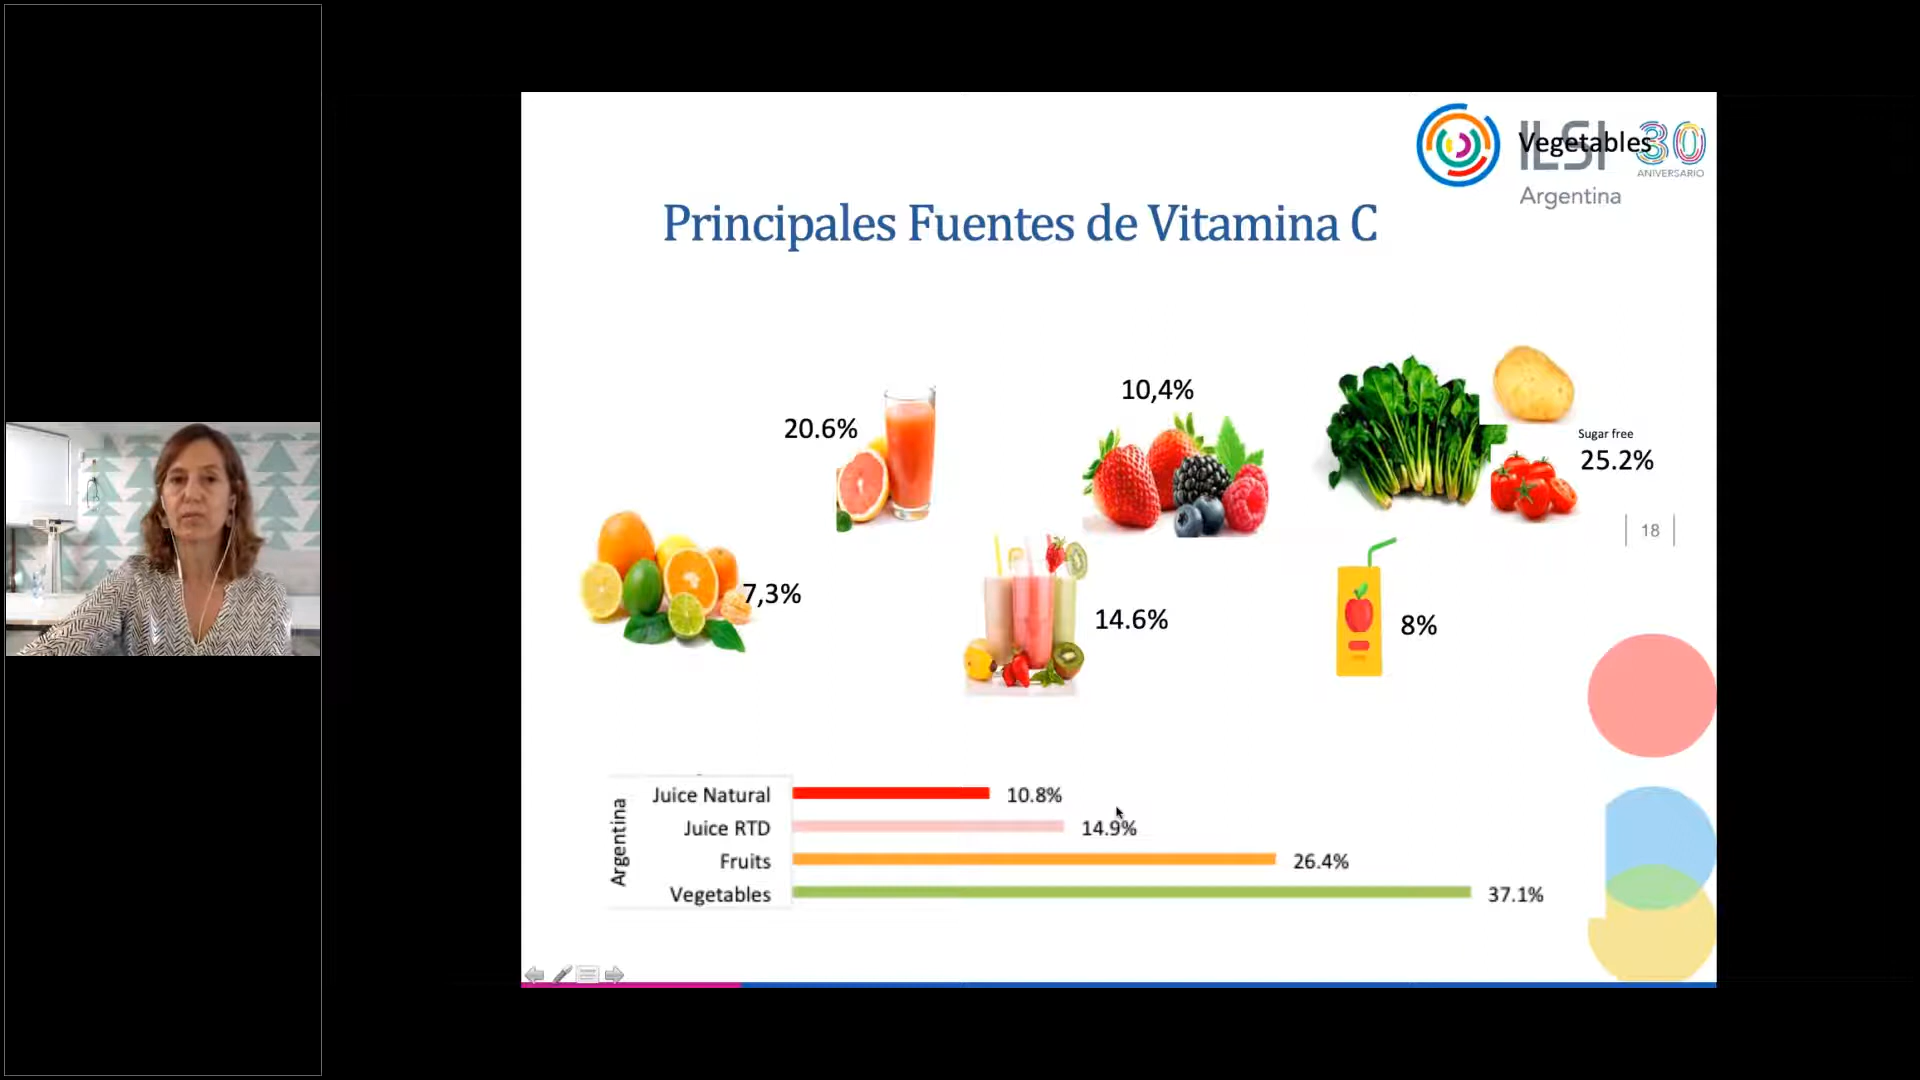 ILSI
Vegetables
30
ANIVERSARIO
Argentina
Principales Fuentes de Vitamina C
10,4%
20.6%
Sugar free
25.2%
18
7,3%
14.6%
8%
Argentina
Juice Natural 10.8%
Juice RTD 14.9%
Fruits 26.4%
Vegetables 37.1%